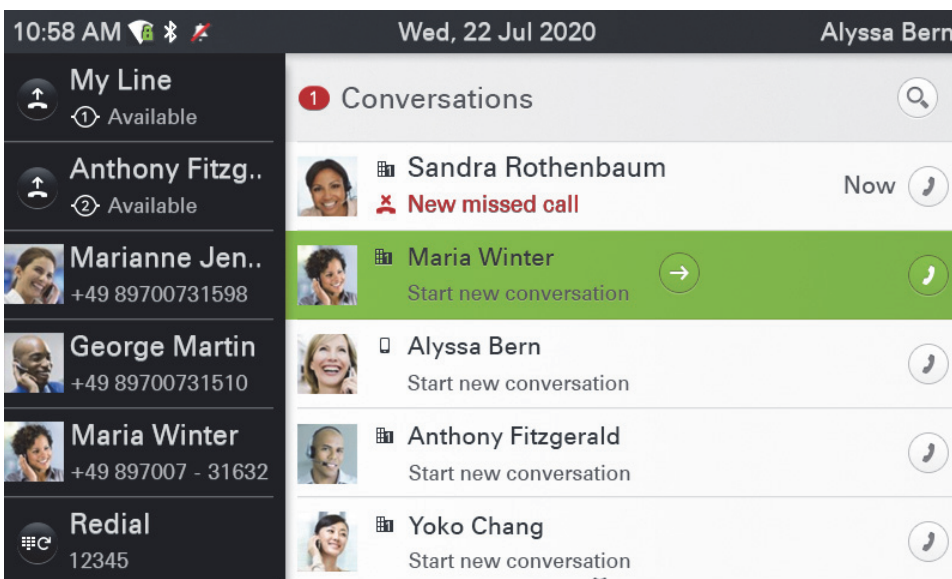 10:58 AM Wed, 22 Jul 2020 Alyssa Bern
My Line
1 Available
Anthony Fitzg..
2 Available
Marianne Jen..
+49 89700731598
George Martin
+49 89700731510
Maria Winter
+49 897007 - 31632
Redial
12345
1 Conversations
Sandra Rothenbaum
New missed call
Now
Maria Winter
Start new conversation
Alyssa Bern
Start new conversation
Anthony Fitzgerald
Start new conversation
Yoko Chang
Start new conversation